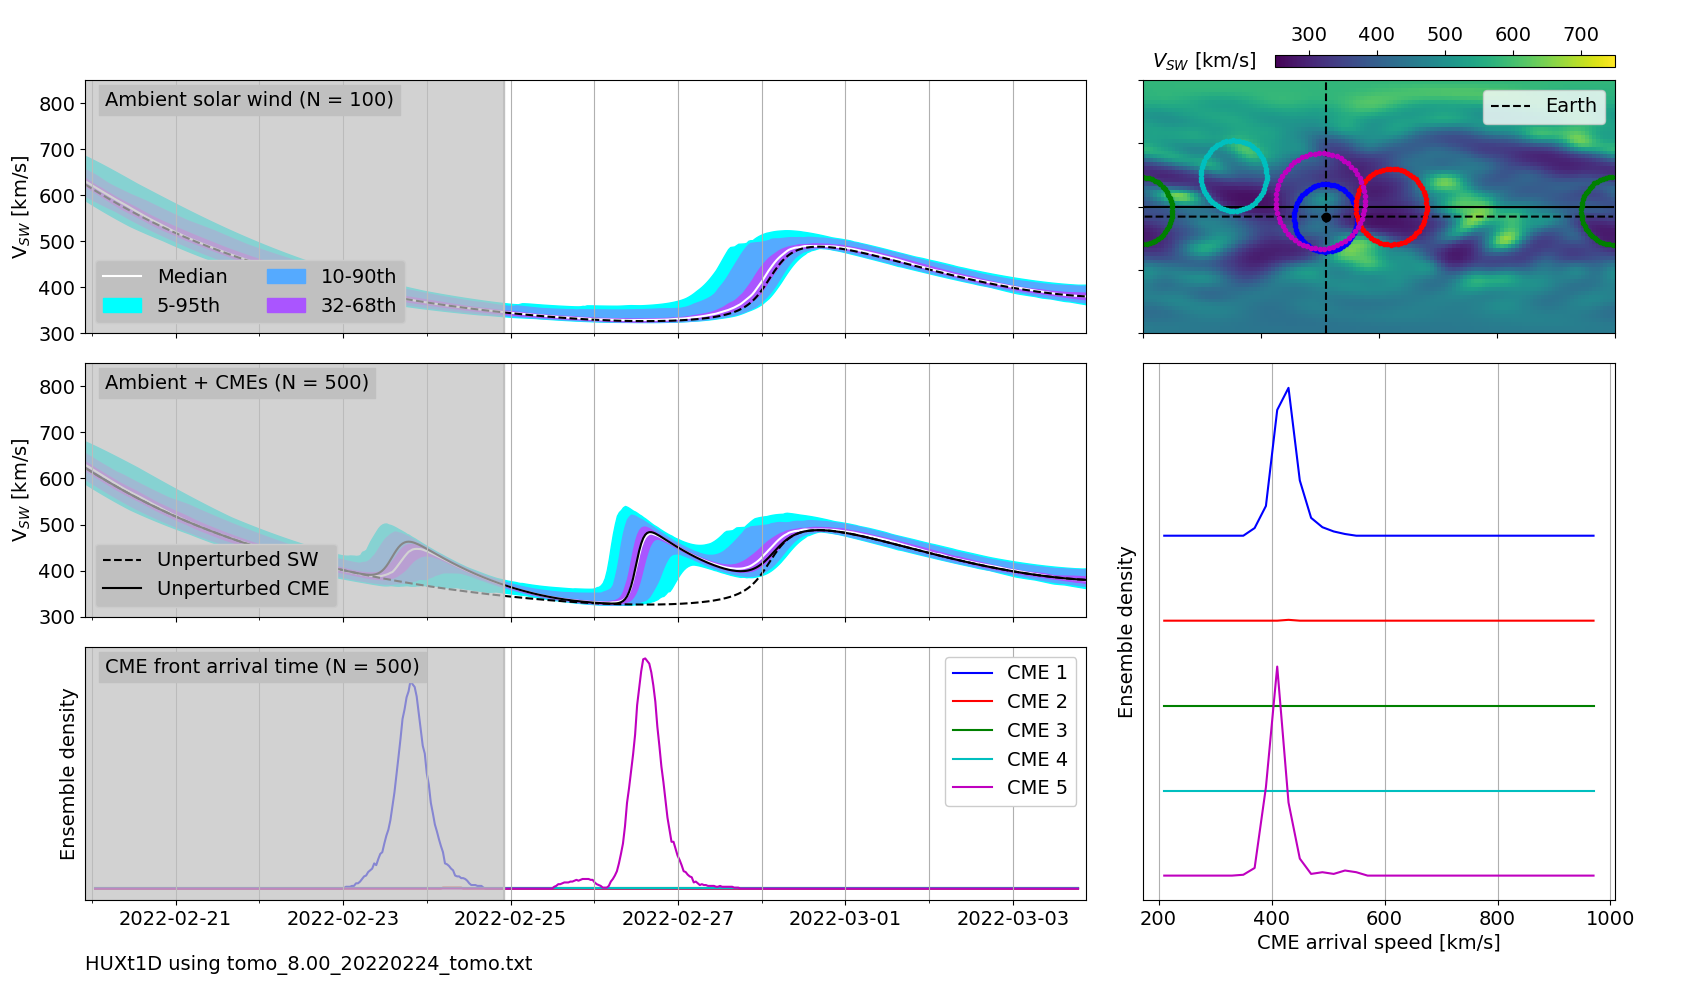 300 400 500 600 700
V_SW [km/s]
Ambient solar wind (N = 100)
Earth
800
700
600
500
400
300
V_SW [km/s]
Median
10-90th
5-95th
32-68th
Ambient + CMEs (N = 500)
800
700
600
500
400
300
V_SW [km/s]
Unperturbed SW
Unperturbed CME
CME front arrival time (N = 500)
Ensemble density
CME 1
CME 2
CME 3
CME 4
CME 5
2022-02-21 2022-02-23 2022-02-25 2022-02-27 2022-03-01 2022-03-03
Ensemble density
200 400 600 800 1000
CME arrival speed [km/s]
HUXt1D using tomo_8.00_20220224_tomo.txt